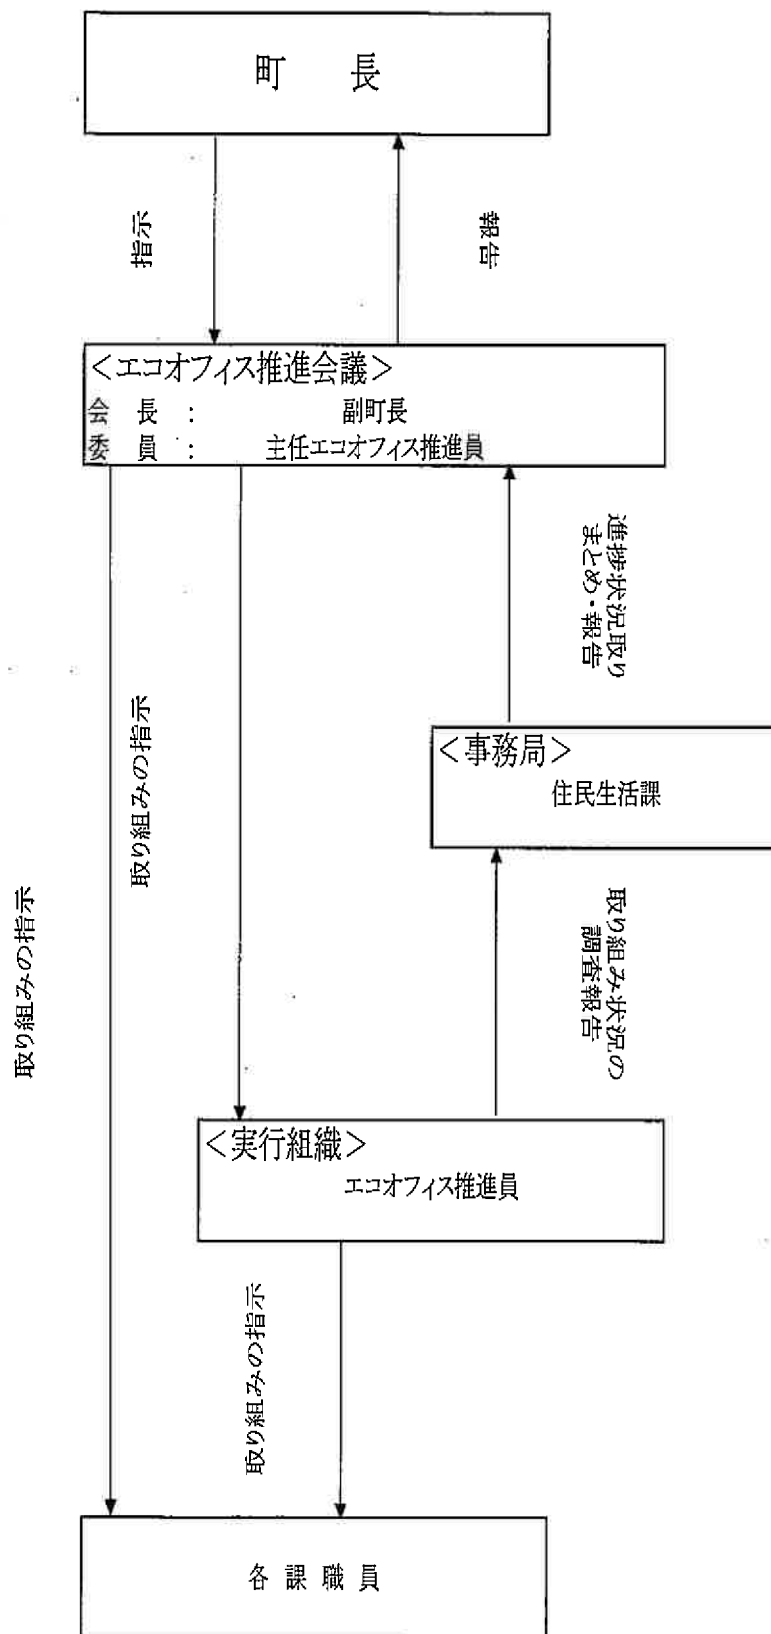 町　長
指示
報告
＜エコオフィス推進会議＞
会　長　：　副町長
委　員　：　主任エコオフィス推進員
進捗状況取り
まとめ・報告
取り組みの指示
取り組みの指示
＜事務局＞
住民生活課
取り組み状況の
調査報告
＜実行組織＞
エコオフィス推進員
取り組みの指示
各課職員